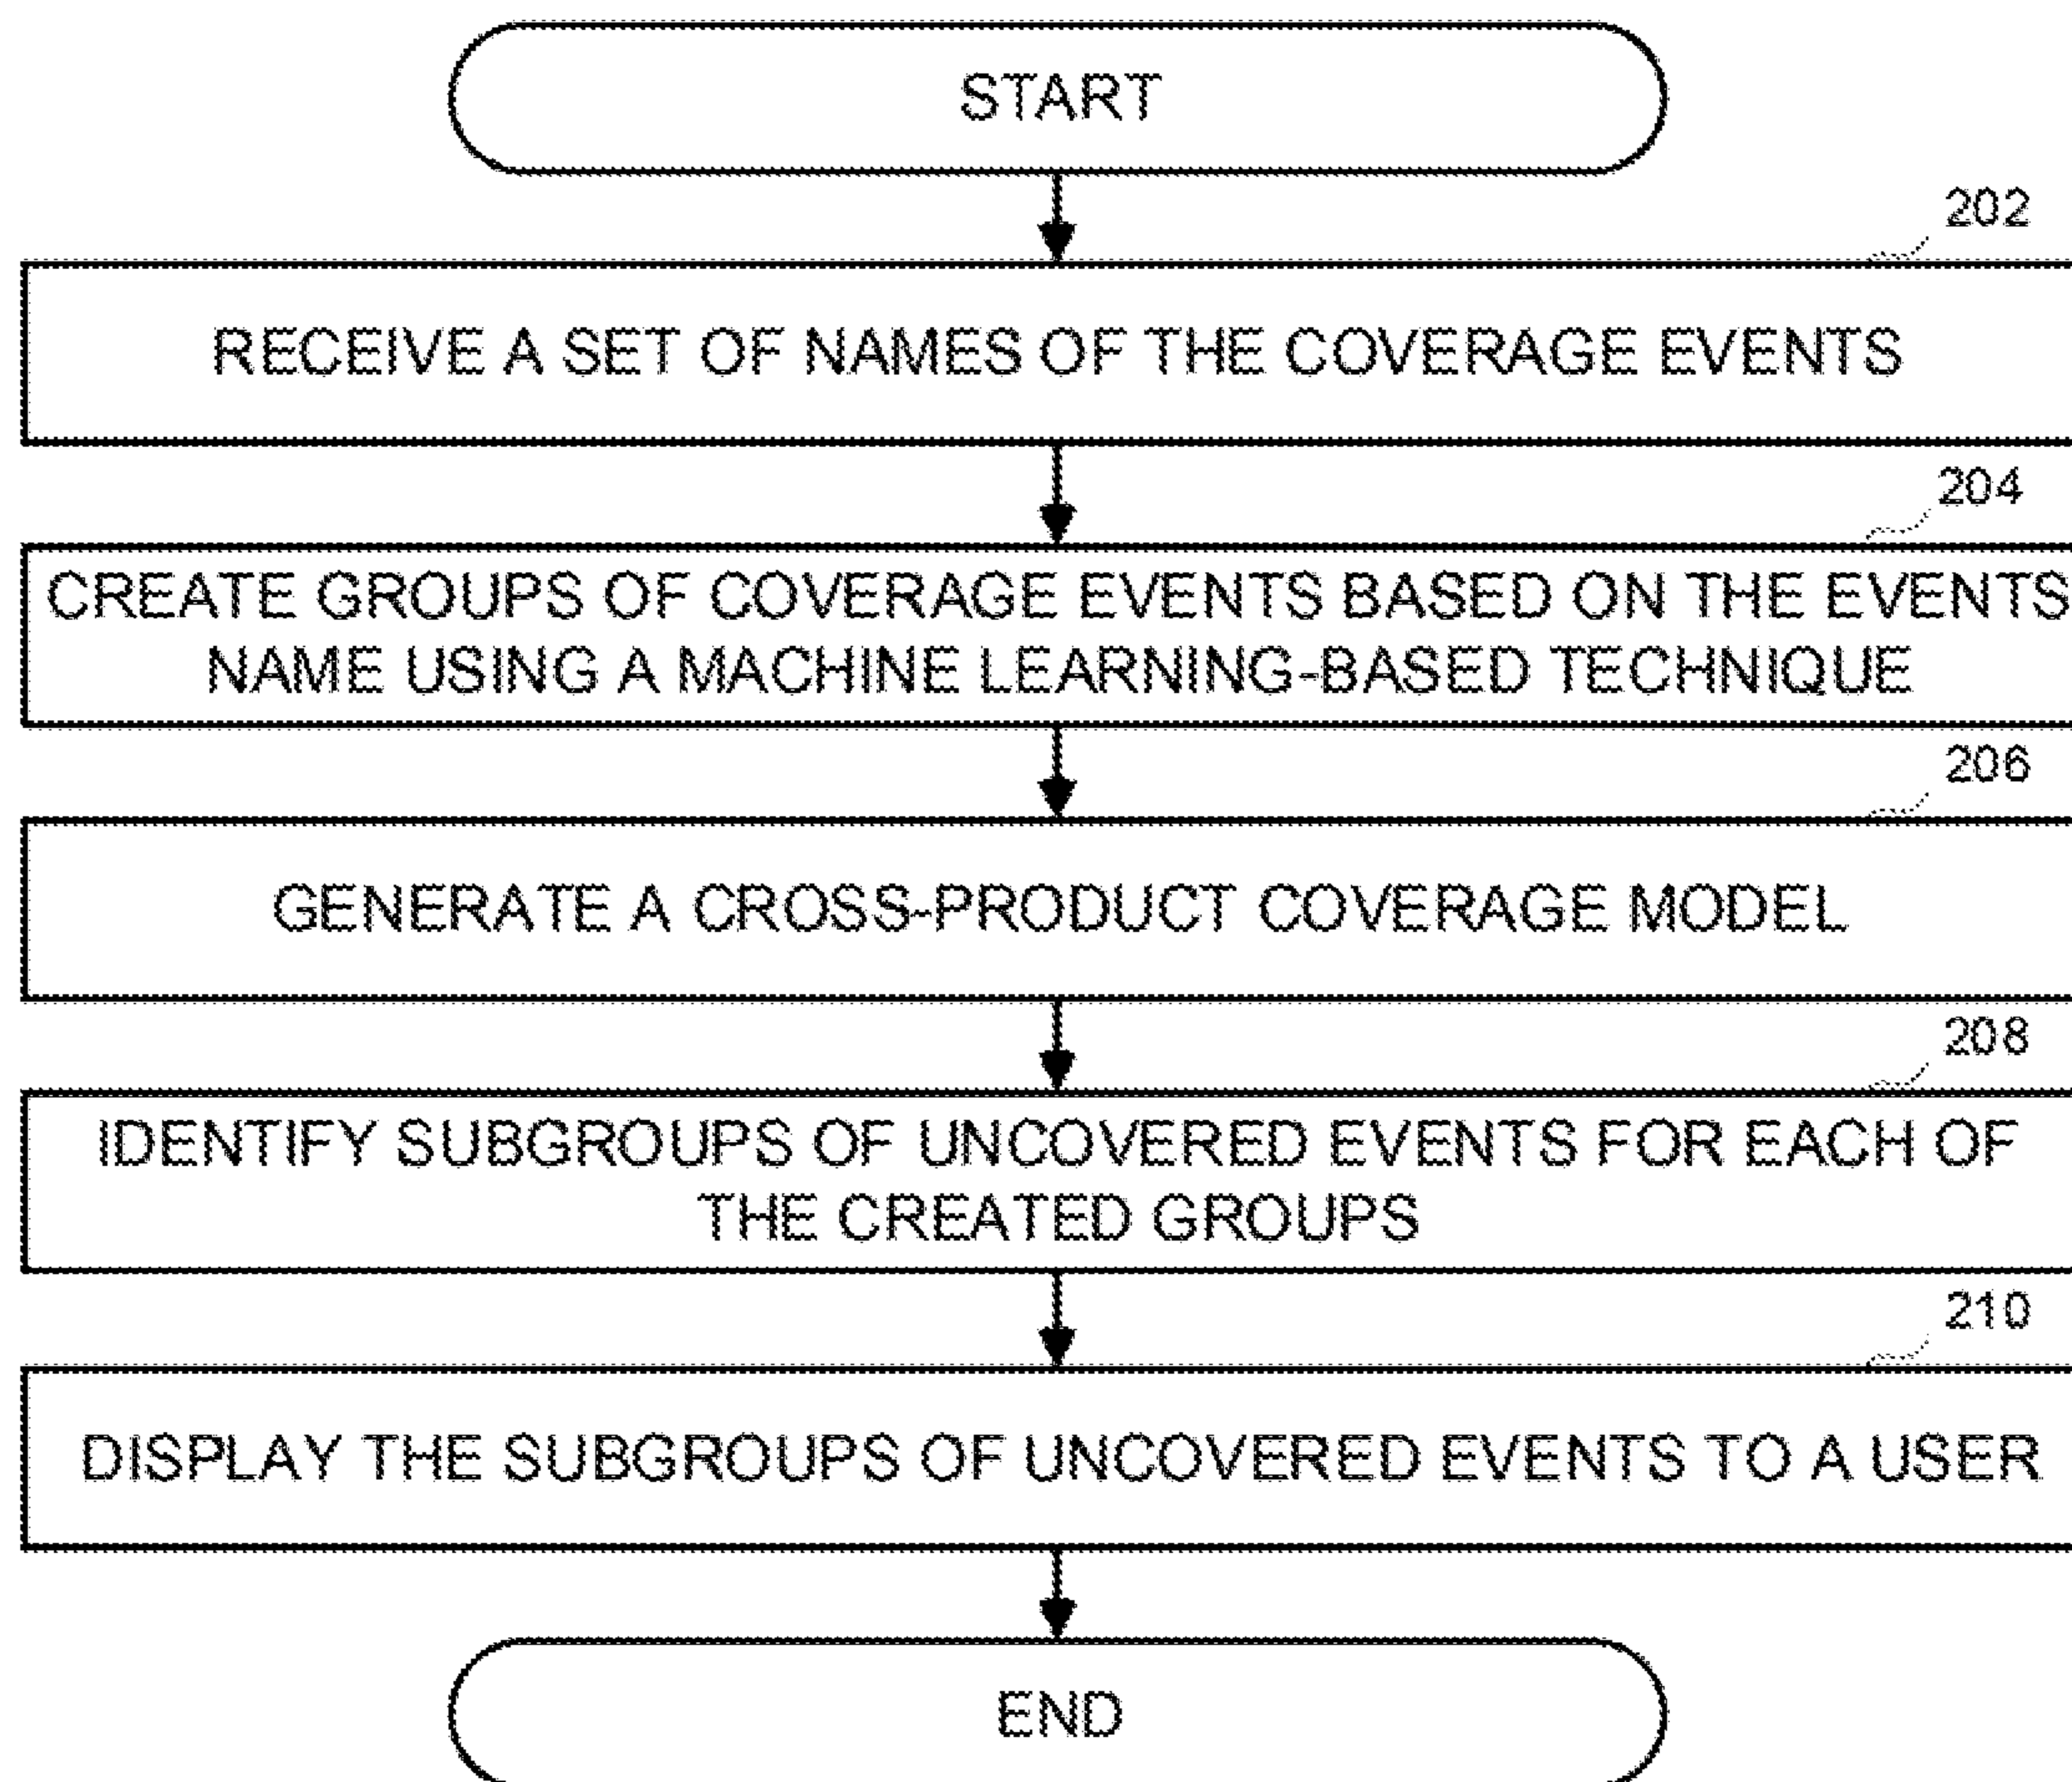 START
202
RECEIVE A SET OF NAMES OF THE COVERAGE EVENTS
204
CREATE GROUPS OF COVERAGE EVENTS BASED ON THE EVENTS
NAME USING A MACHINE LEARNING-BASED TECHNIQUE
206
GENERATE A CROSS-PRODUCT COVERAGE MODEL
208
IDENTIFY SUBGROUPS OF UNCOVERED EVENTS FOR EACH OF
THE CREATED GROUPS
210
DISPLAY THE SUBGROUPS OF UNCOVERED EVENTS TO A USER
END